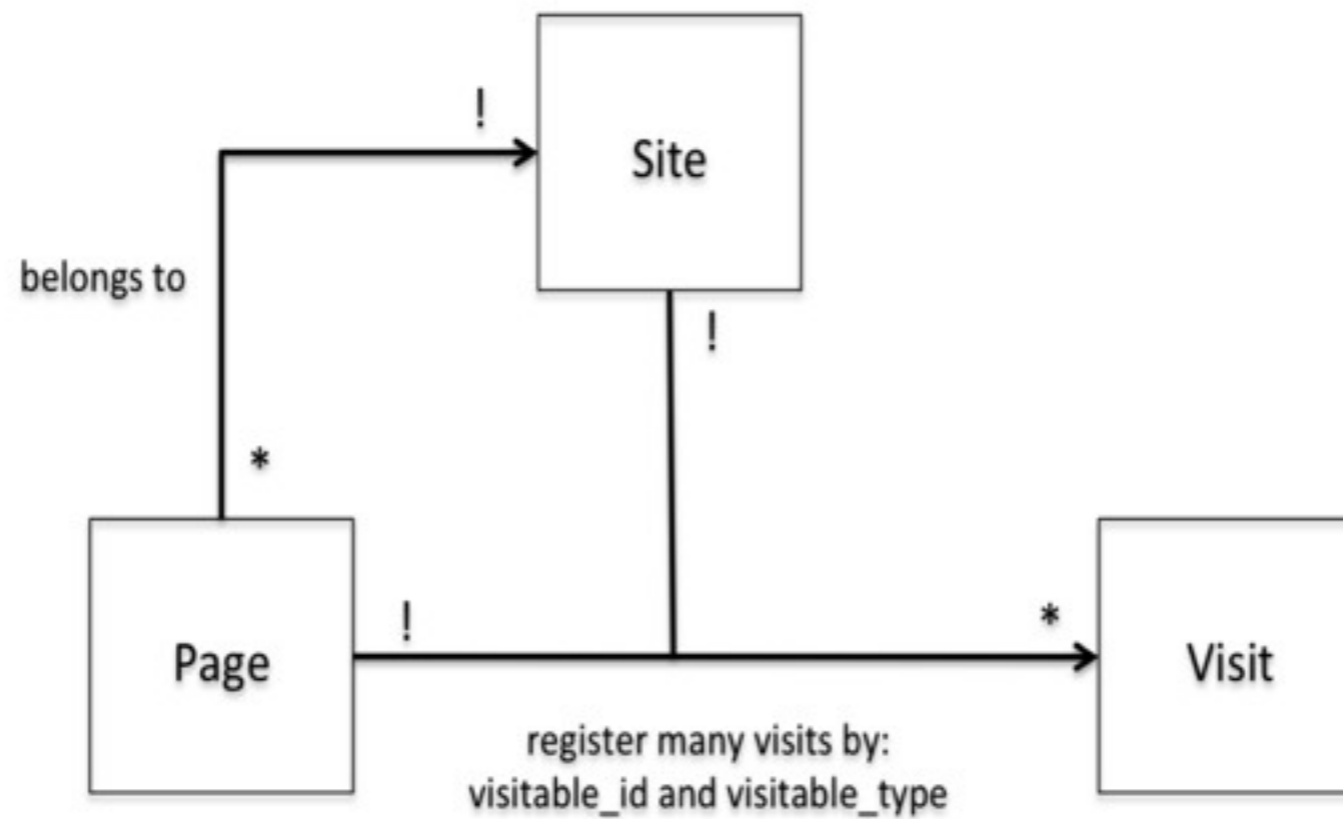 !
Site
belongs to
!
*
Page
!
*
Visit
register many visits by:
visitable_id and visitable_type